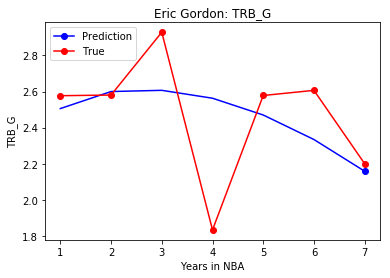 Eric Gordon: TRB_G
Prediction
True
2.8
2.6
2.4
2.2
2.0
1.8
TRB_G
1 2 3 4 5 6 7
Years in NBA